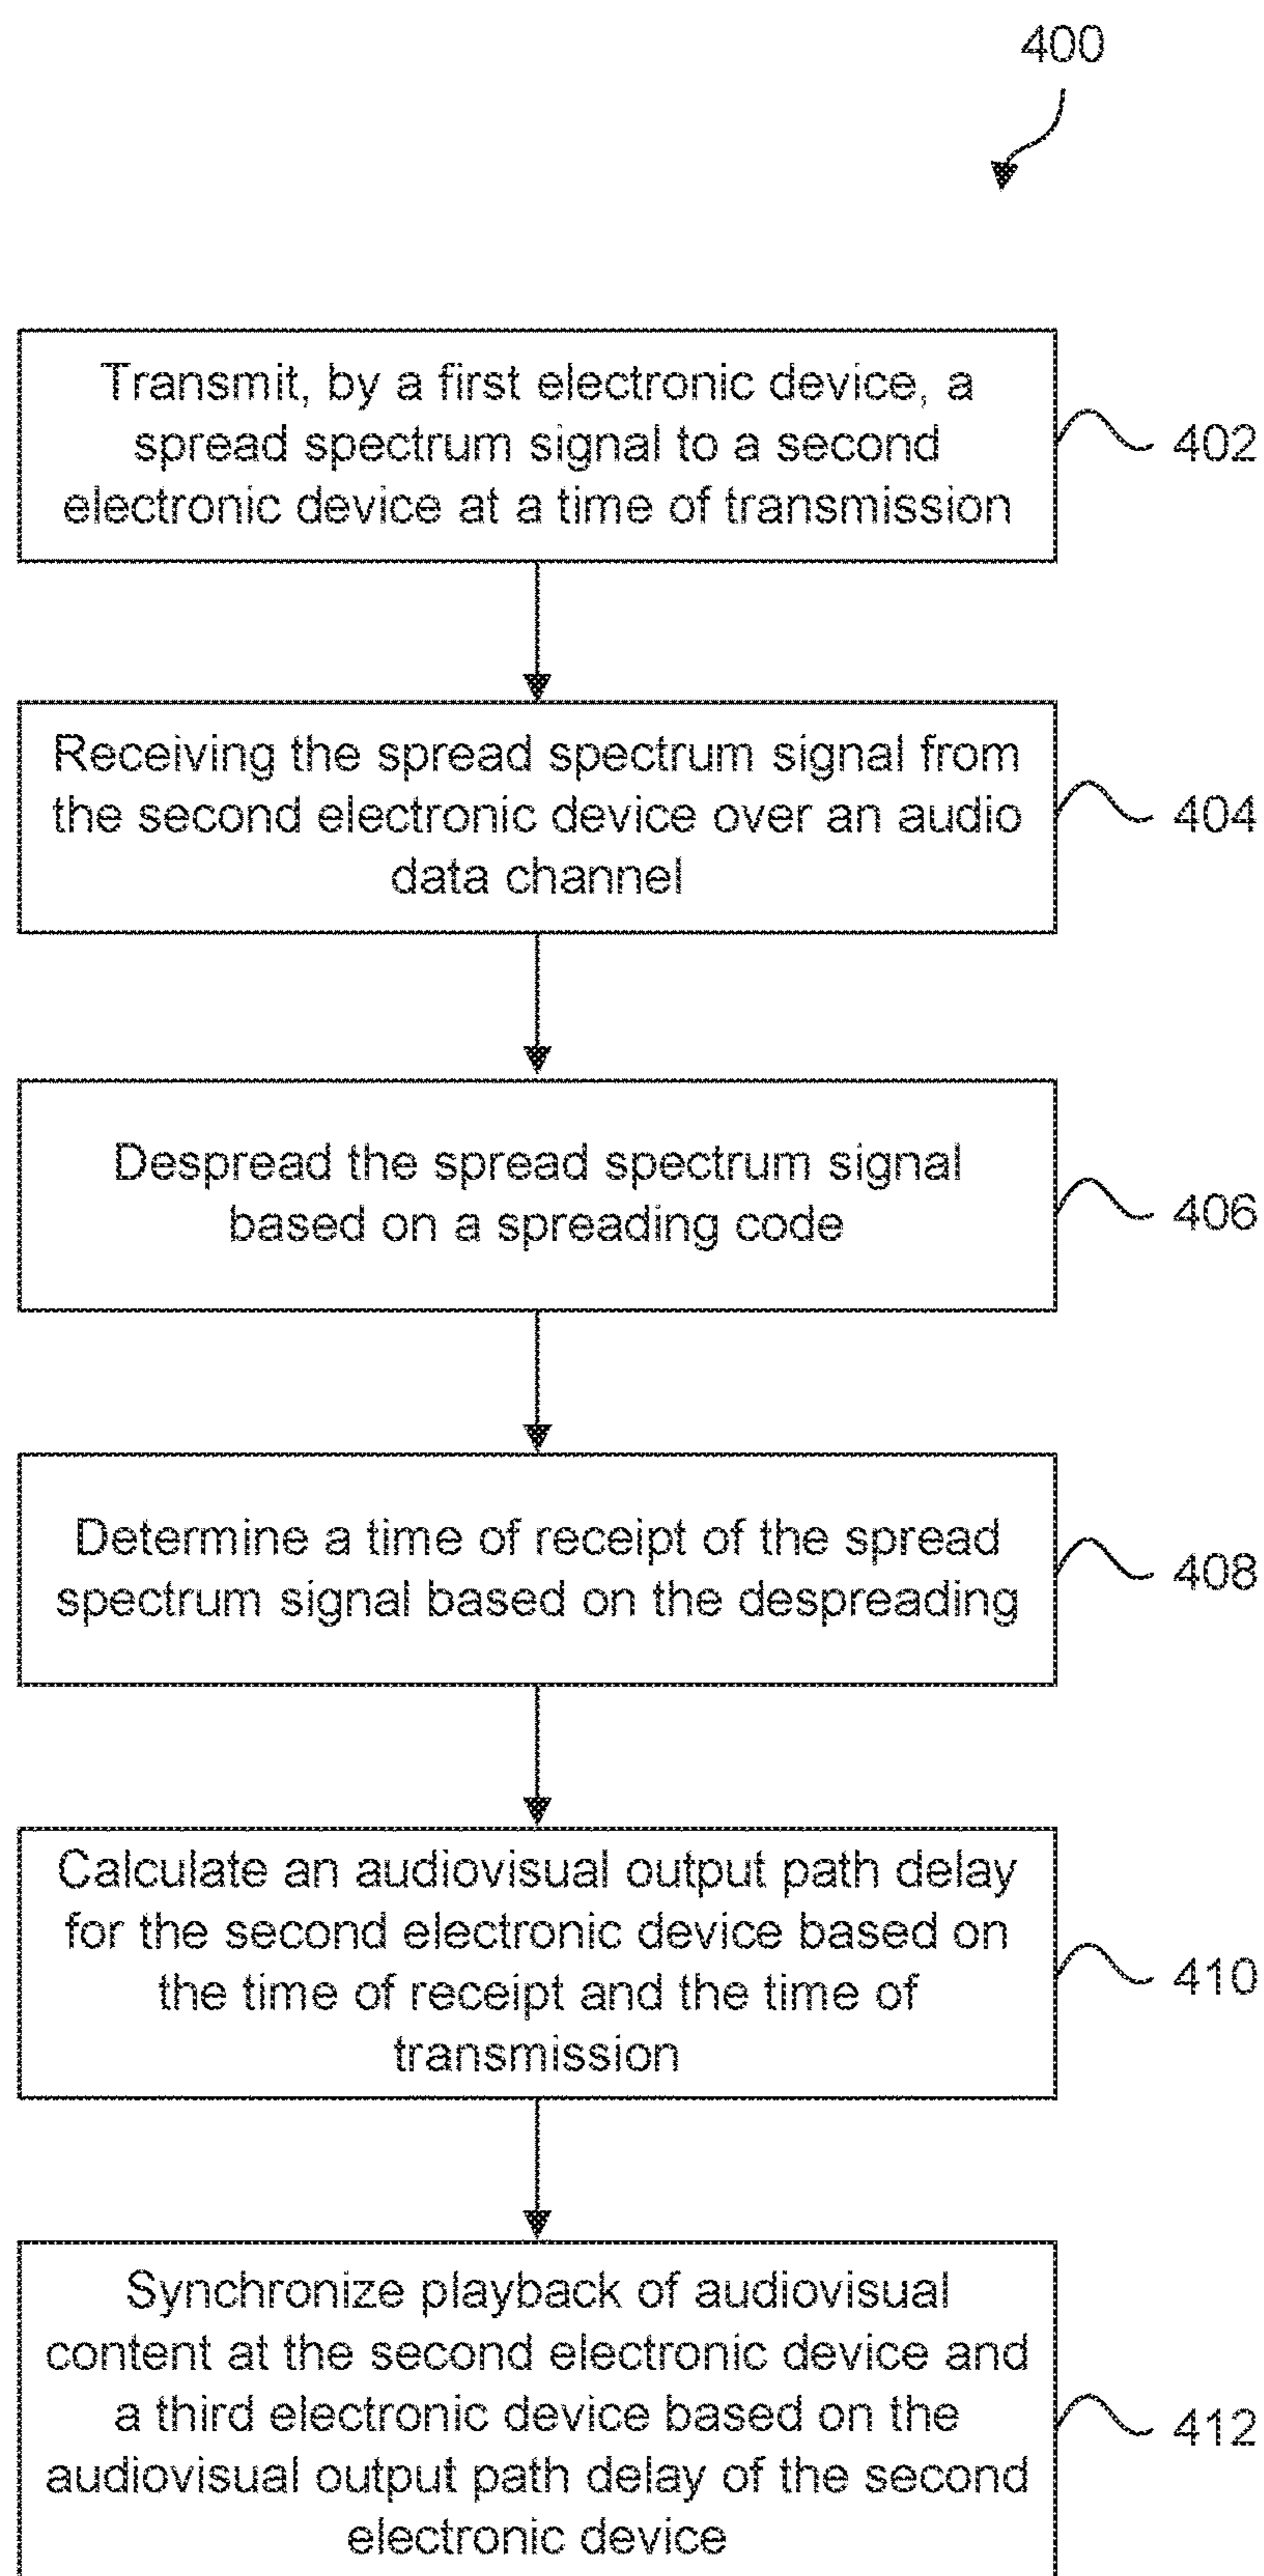 400
Transmit, by a first electronic device, a
spread spectrum signal to a second
electronic device at a time of transmission
402
Receiving the spread spectrum signal from
the second electronic device over an audio
data channel
404
Despread the spread spectrum signal
based on a spreading code
406
Determine a time of receipt of the spread
spectrum signal based on the despreading
408
Calculate an audiovisual output path delay
for the second electronic device based on
the time of receipt and the time of
transmission
410
Synchronize playback of audiovisual
content at the second electronic device and
a third electronic device based on the
audiovisual output path delay of the second
electronic device
412